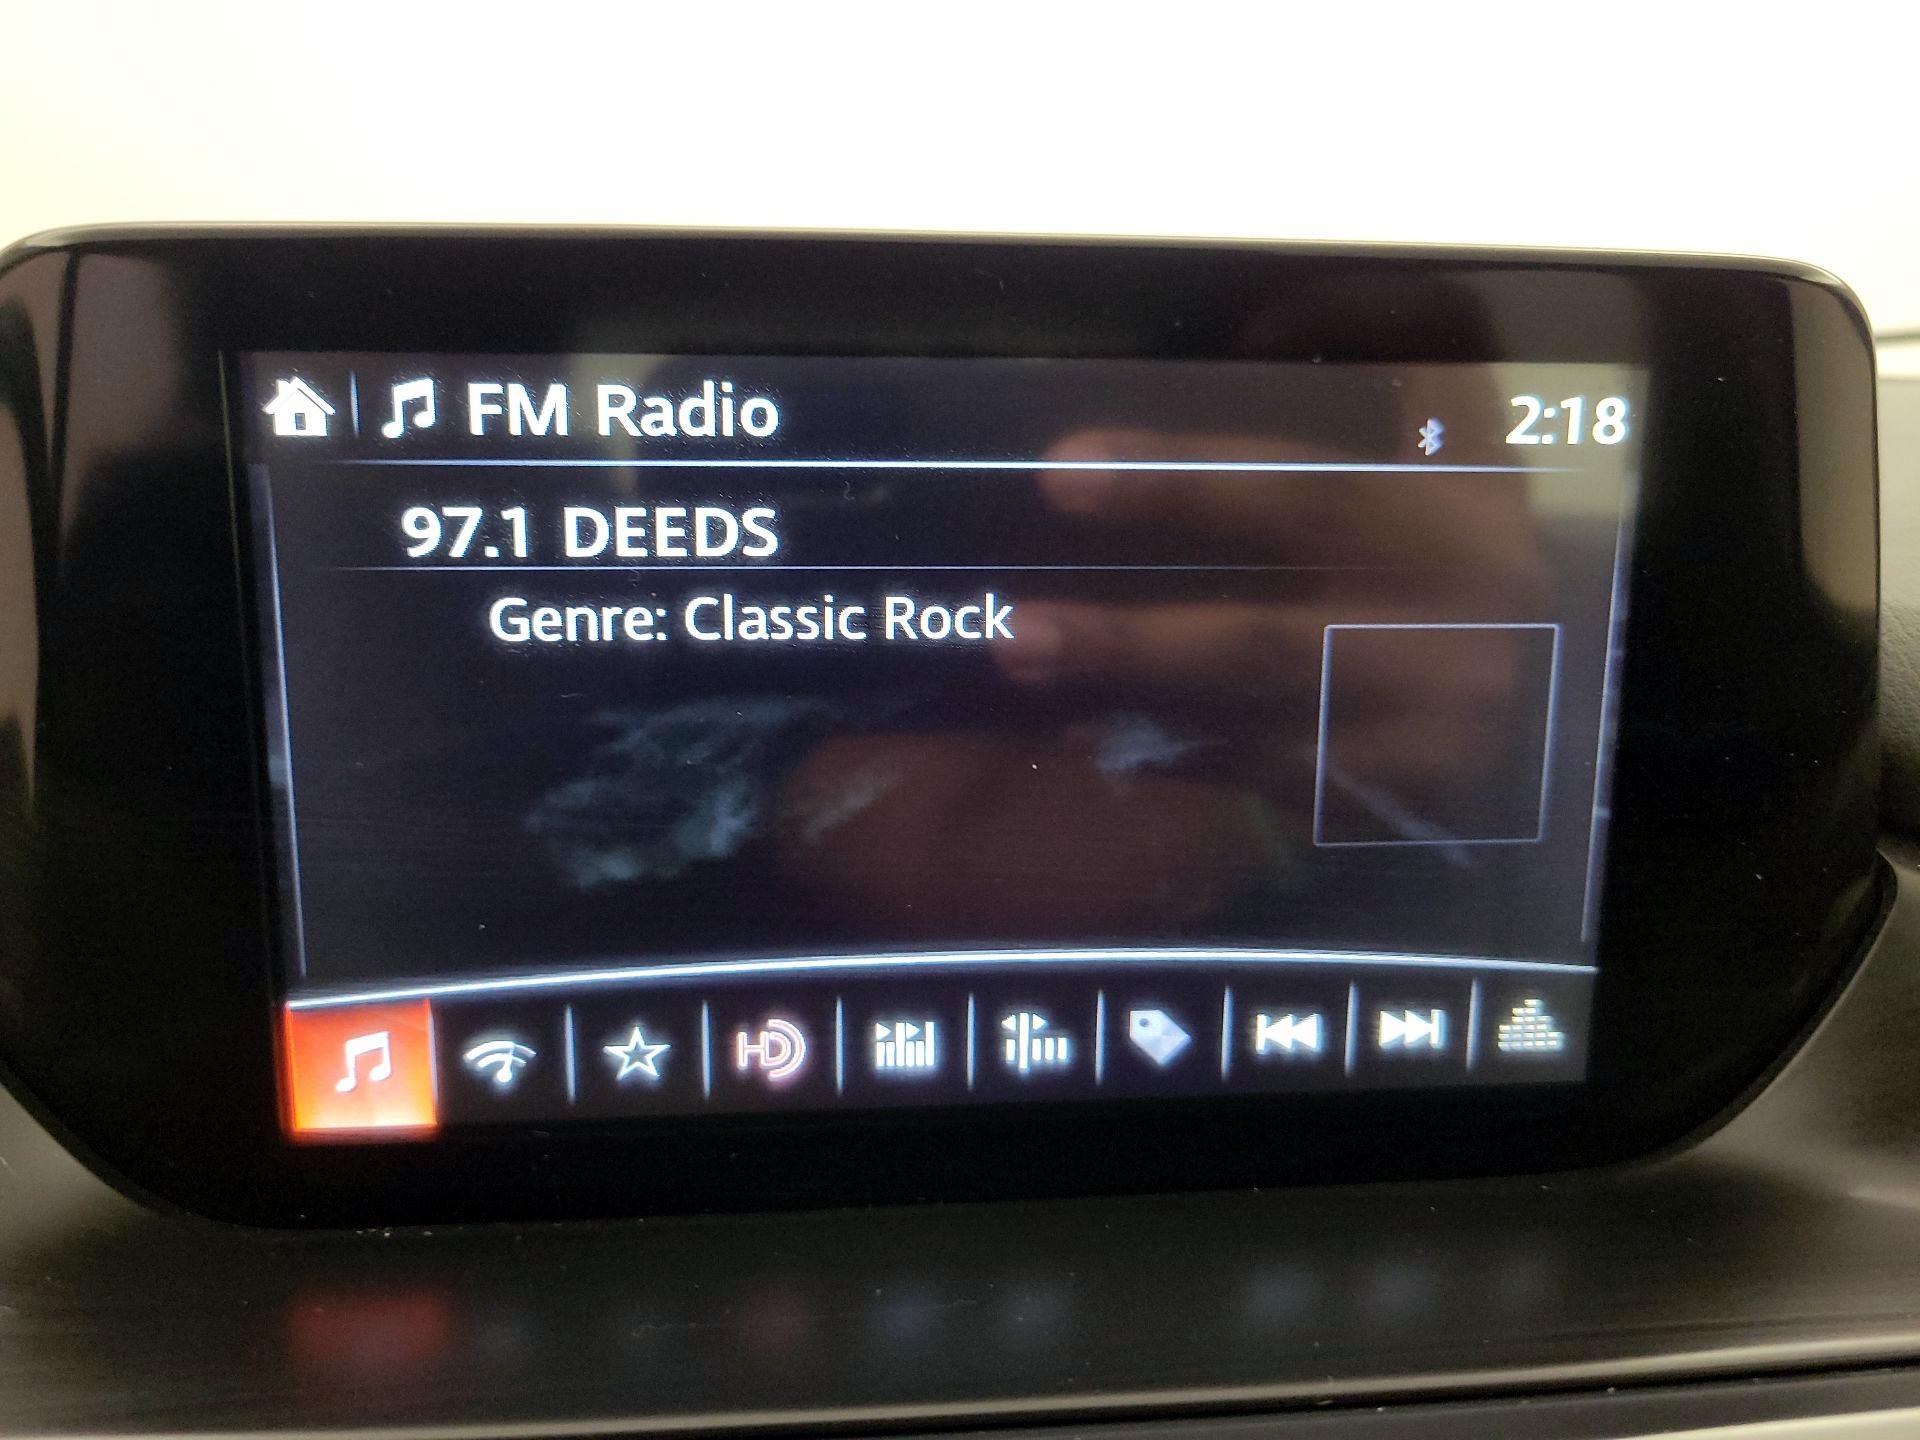 FM Radio
2:18
97.1 DEEDS
Genre: Classic Rock
HD